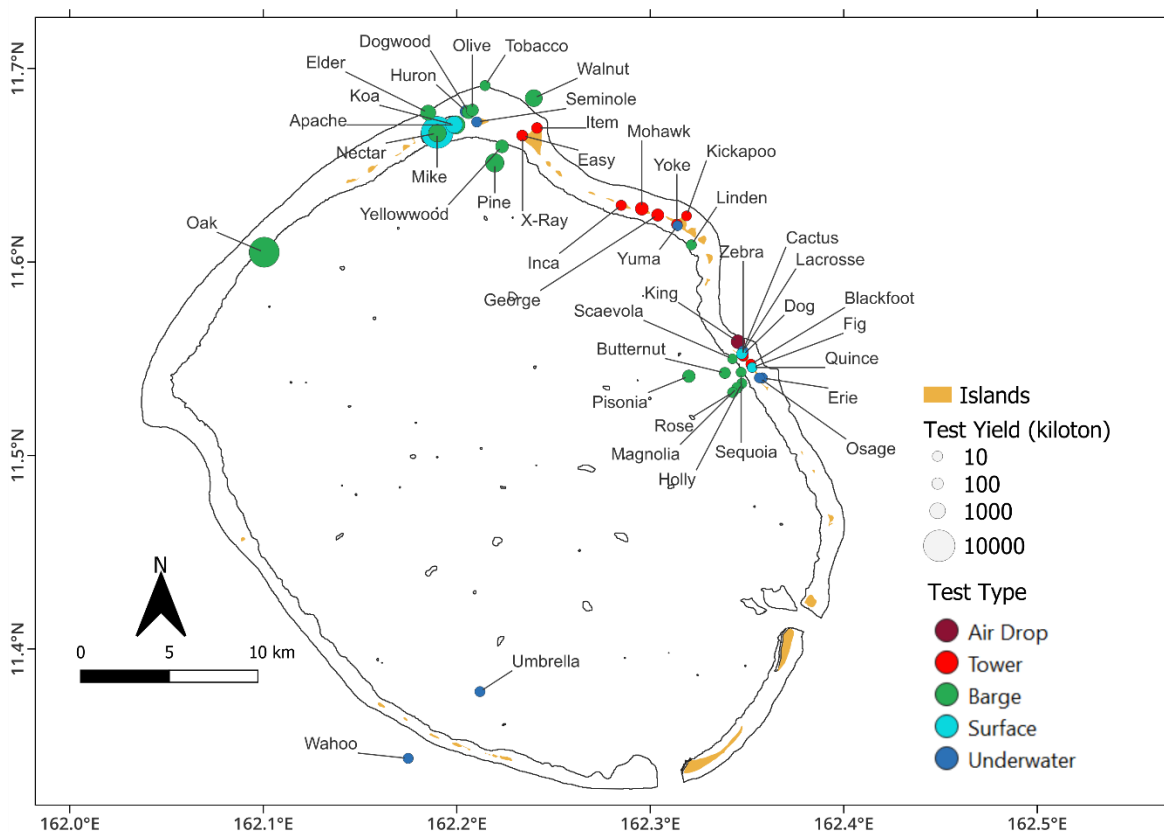 11.7°N
11.6°N
11.5°N
11.4°N
Dogwood
Olive
Tobacco
Elder
Huron
Walnut
Koa
Seminole
Apache
Item
Nectar
Mohawk
Easy
Yoke
Kickapoo
Mike
Yellowwood
Pine
X-Ray
Linden
Oak
Inca
Yuma
Zebra
Cactus
Lacrosse
George
King
Blackfoot
Scaevola
Dog
Fig
Butternut
Quince
Pisonia
Erie
Rose
Magnolia
Sequoia
Osage
Holly
Islands
Test Yield (kiloton)
10
100
1000
10000
N
Test Type
Air Drop
Tower
Barge
Surface
Underwater
0 5 10 km
Umbrella
Wahoo
162.0°E 162.1°E 162.2°E 162.3°E 162.4°E 162.5°E